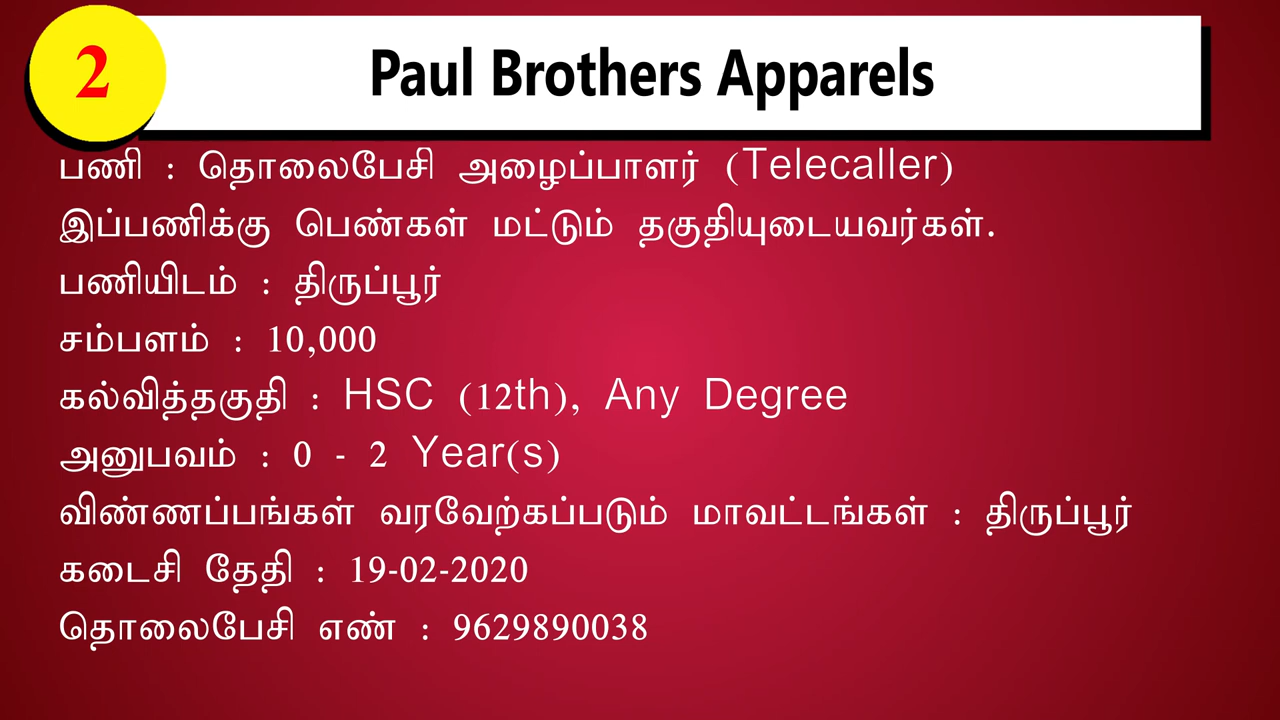 2
Paul Brothers Apparels
பணி : தொலைபேசி அழைப்பாளர் (Telecaller)
இப்பணிக்கு பெண்கள் மட்டும் தகுதியுடையவர்கள்.
பணியிடம் : திருப்பூர்
சம்பளம் : 10,000
கல்வித்தகுதி : HSC (12th), Any Degree
அனுபவம் : 0 - 2 Year(s)
விண்ணப்பங்கள் வரவேற்கப்படும் மாவட்டங்கள் : திருப்பூர்
கடைசி தேதி : 19-02-2020
தொலைபேசி எண் : 9629890038